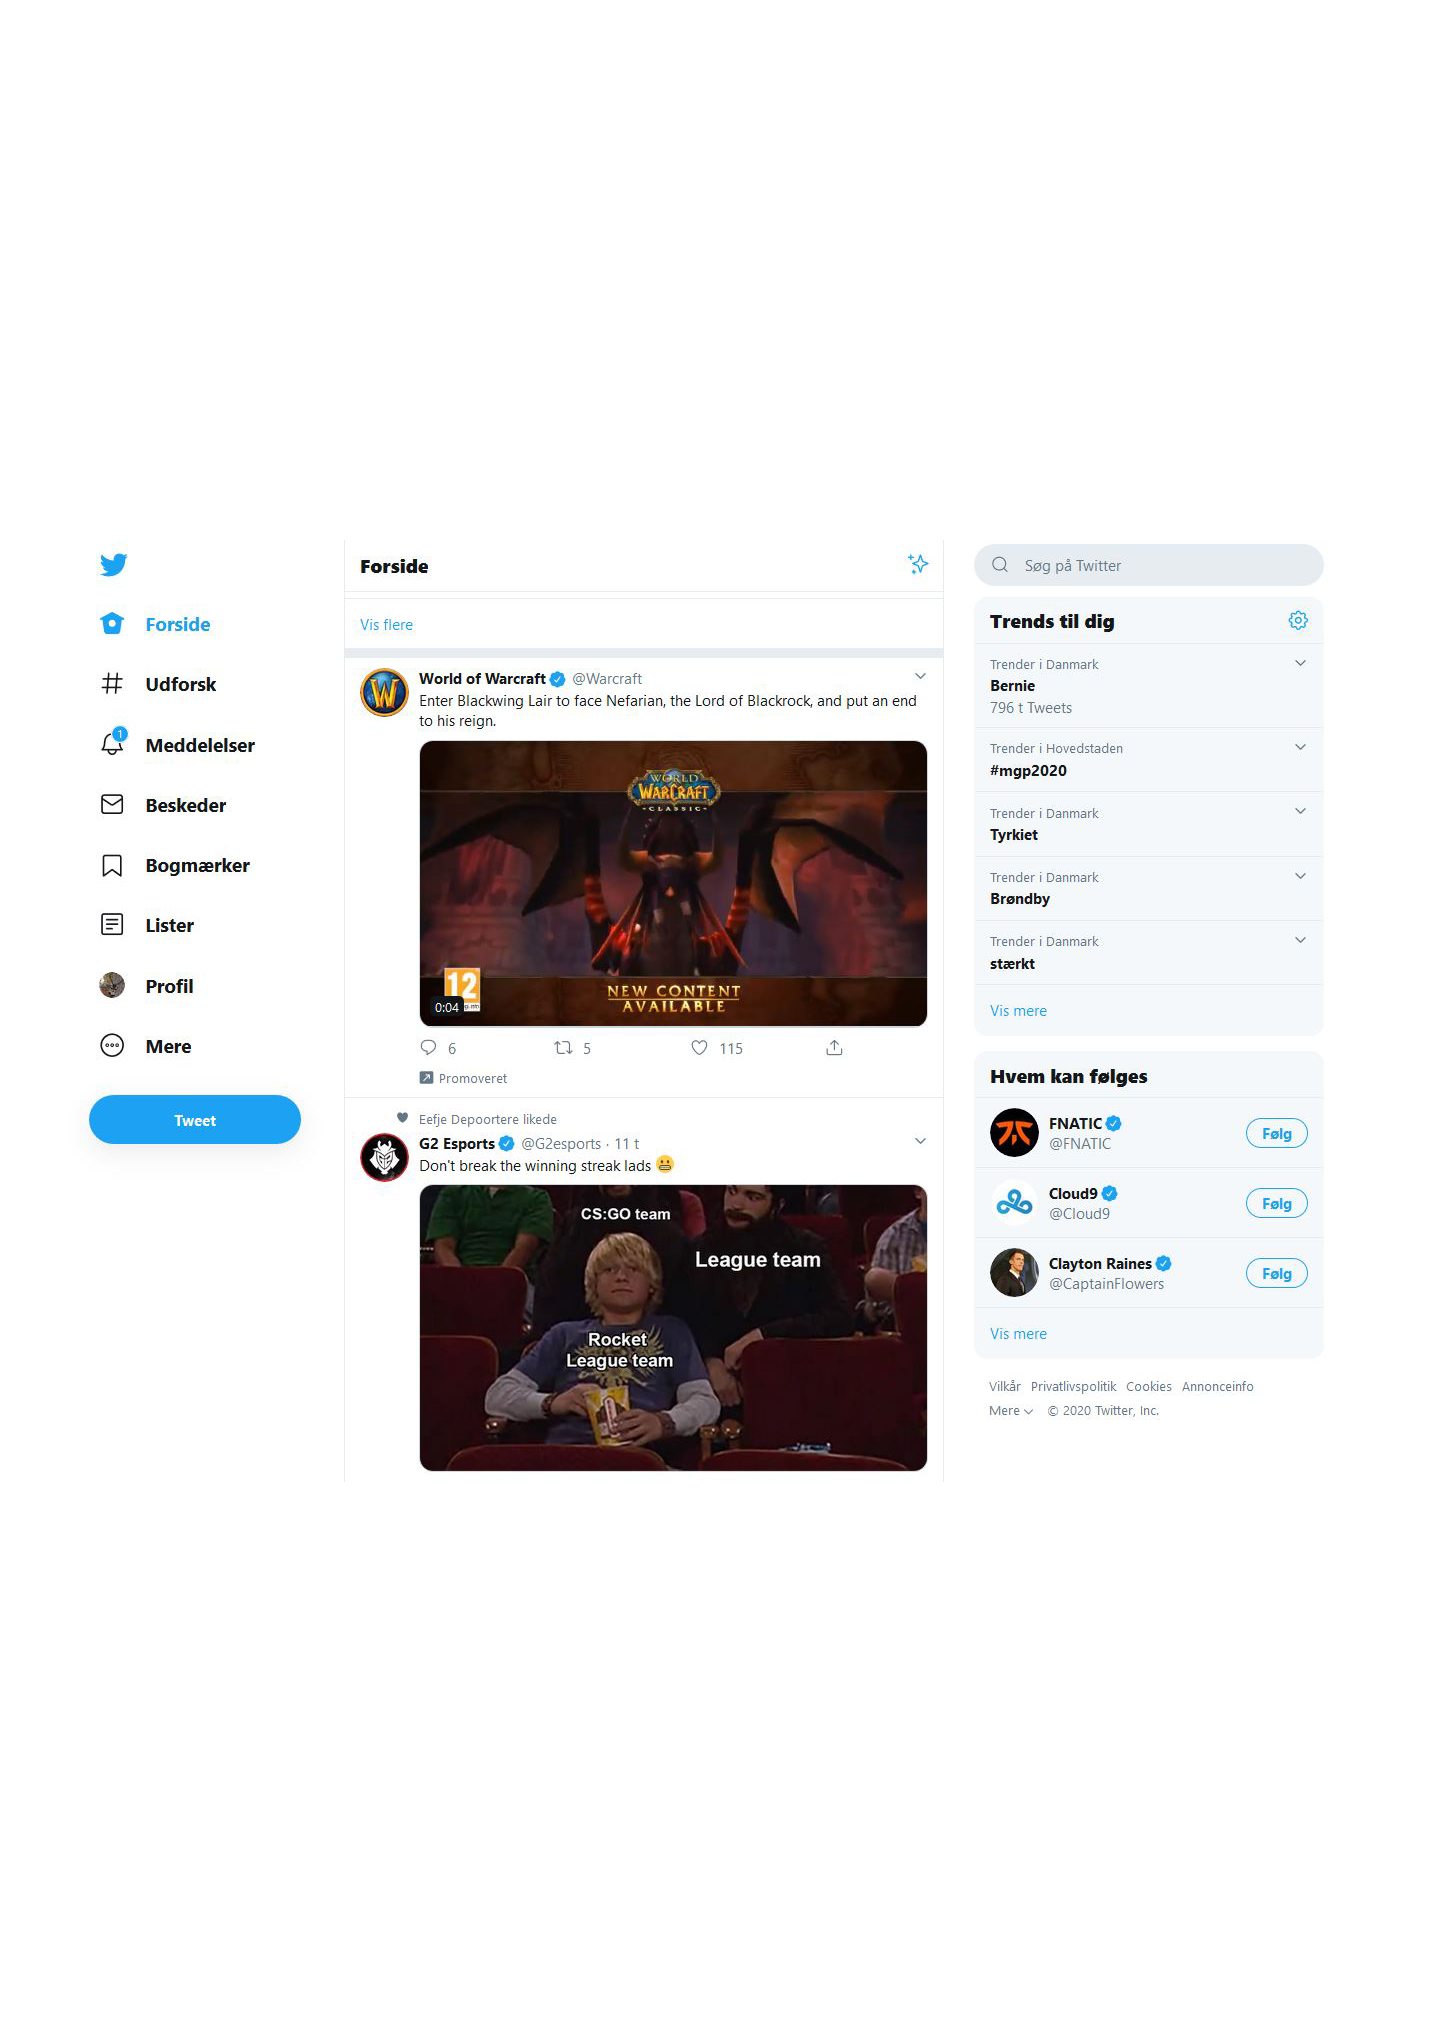 Forside
Udforsk
1
Meddelelser
Beskeder
Bogmærker
Lister
Profil
Mere
Tweet
Forside
Vis flere
World of Warcraft @Warcraft
Enter Blackwing Lair to face Nefarian, the Lord of Blackrock, and put an end
to his reign.
WORLD
WARCRAFT
CLASSIC
12
0:04
NEW CONTENT
AVAILABLE
6 5 115
Promoveret
Eefje Depoortere likede
G2 Esports @G2esports · 11 t
Don't break the winning streak lads 😬
CS:GO team
League team
Rocket
League team
Søg på Twitter
Trends til dig
Trender i Danmark
Bernie
796 t Tweets
Trender i Hovedstaden
#mgp2020
Trender i Danmark
Tyrkiet
Trender i Danmark
Brøndby
Trender i Danmark
stærkt
Vis mere
Hvem kan følges
FNATIC
@FNATIC
Følg
Cloud9
@Cloud9
Følg
Clayton Raines
@CaptainFlowers
Følg
Vis mere
Vilkår Privatlivspolitik Cookies Annonceinfo
Mere © 2020 Twitter, Inc.